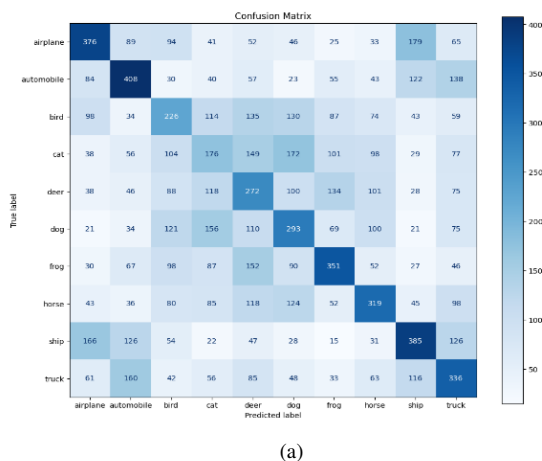 Confusion Matrix
airplane 376 89 94 41 52 46 25 33 179 65
automobile 84 408 30 40 57 23 55 43 122 138
bird 98 34 226 114 135 130 87 74 43 59
cat 38 56 104 176 149 172 101 98 29 77
deer 38 46 88 118 272 100 134 101 28 75
dog 21 34 121 156 110 293 69 100 21 75
frog 30 67 98 87 152 90 351 52 27 46
horse 43 36 80 85 118 124 52 319 45 98
ship 166 126 54 22 47 28 15 31 385 126
truck 61 160 42 56 85 48 33 63 116 336
airplane automobile bird cat deer dog frog horse ship truck
Predicted label
True label
400
350
300
250
200
150
100
50
(a)